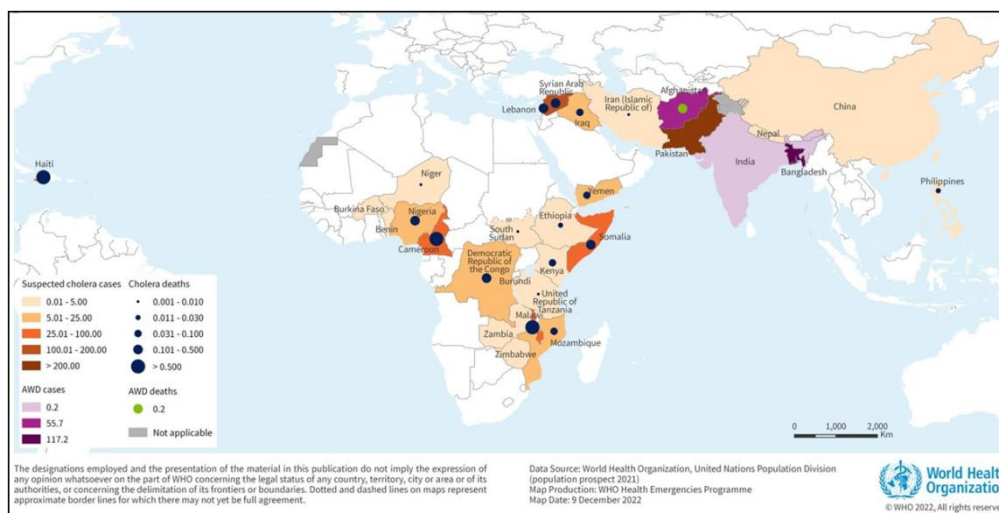 Haiti
Niger
Burkina Faso
Nigeria
Benin
Cameroon
South
Sudan
Ethiopia
Democratic
Republic of
the Congo
Burundi
Kenya
Somalia
United
Republic of
Tanzania
Malawi
Zambia
Zimbabwe
Mozambique
Yemen
Syrian Arab
Republic
Lebanon
Iraq
Iran (Islamic
Republic of)
Afghanistan
Pakistan
Nepal
India
Bangladesh
China
Philippines
Suspected cholera cases
0.01 - 5.00
5.01 - 25.00
25.01 - 100.00
100.01 - 200.00
> 200.00
AWD cases
0.2
55.7
117.2
Cholera deaths
0.001 - 0.010
0.011 - 0.030
0.031 - 0.100
0.101 - 0.500
> 0.500
AWD deaths
0.2
Not applicable
0 1,000 2,000
Km
The designations employed and the presentation of the material in this publication do not imply the expression of
any opinion whatsoever on the part of WHO concerning the legal status of any country, territory, city or area or of its
authorities, or concerning the delimitation of its frontiers or boundaries. Dotted and dashed lines on maps represent
approximate border lines for which there may not yet be full agreement.
Data Source: World Health Organization, United Nations Population Division
(population prospect 2021)
Map Production: WHO Health Emergencies Programme
Map Date: 9 December 2022
World Heal
Organizatio
© WHO 2022, All rights reserve